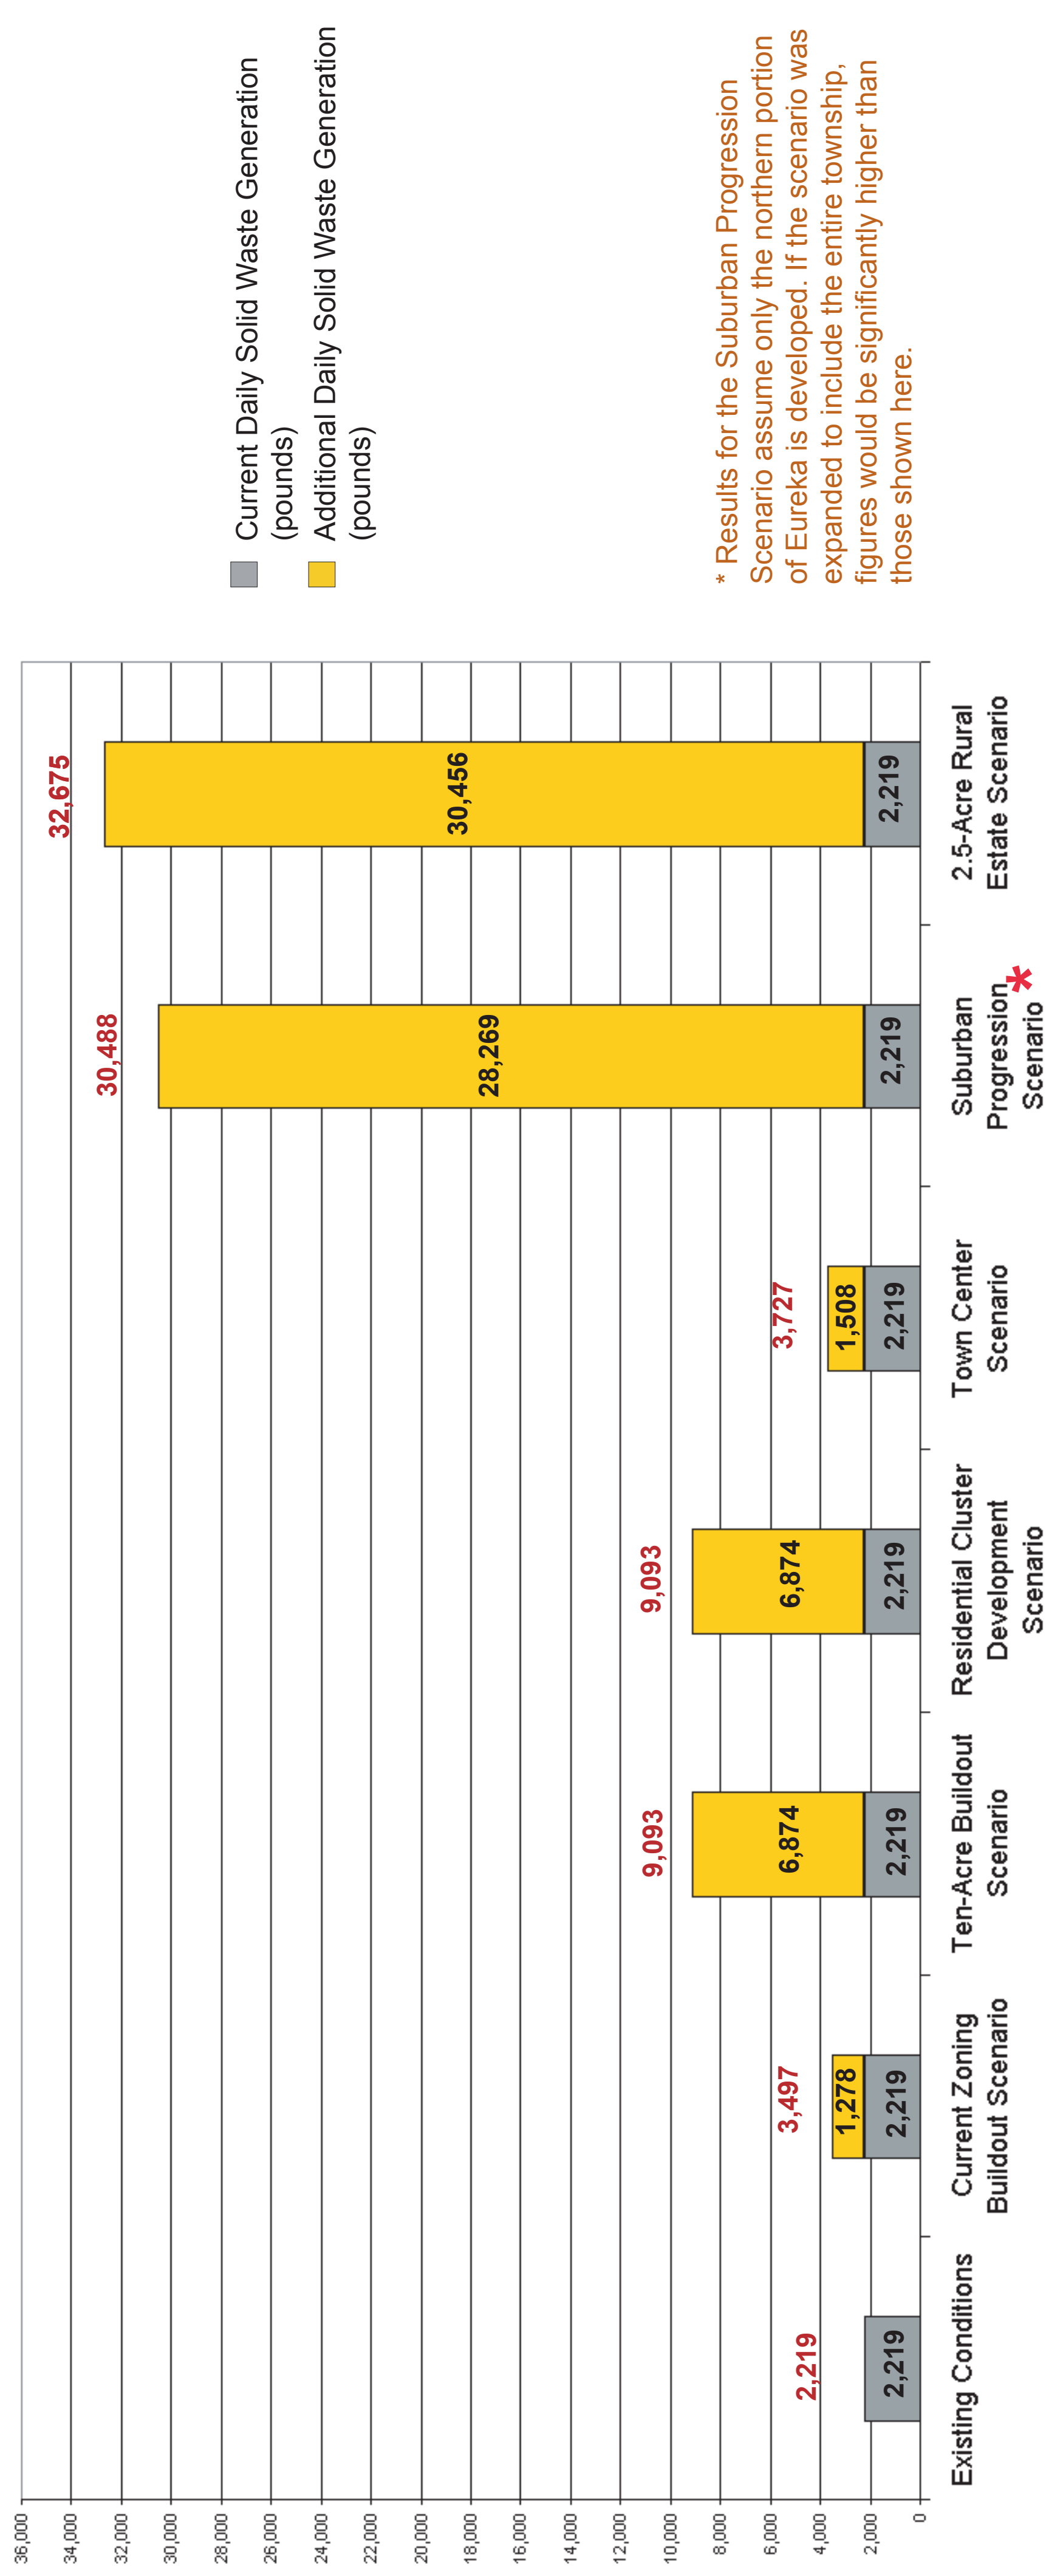 36,000
34,000
32,000
30,000
28,000
26,000
24,000
22,000
20,000
18,000
16,000
14,000
12,000
10,000
8,000
6,000
4,000
2,000
0
2,219
2,219
Existing Conditions
3,497
1,278
2,219
Current Zoning
Buildout Scenario
9,093
6,874
2,219
Ten-Acre Buildout
Scenario
9,093
6,874
2,219
Residential Cluster
Development
Scenario
3,727
1,508
2,219
Town Center
Scenario
30,488
28,269
2,219
Suburban
Progression*
Scenario
32,675
30,456
2,219
2.5-Acre Rural
Estate Scenario
Current Daily Solid Waste Generation
(pounds)
Additional Daily Solid Waste Generation
(pounds)
* Results for the Suburban Progression
Scenario assume only the northern portion
of Eureka is developed. If the scenario was
expanded to include the entire township,
figures would be significantly higher than
those shown here.